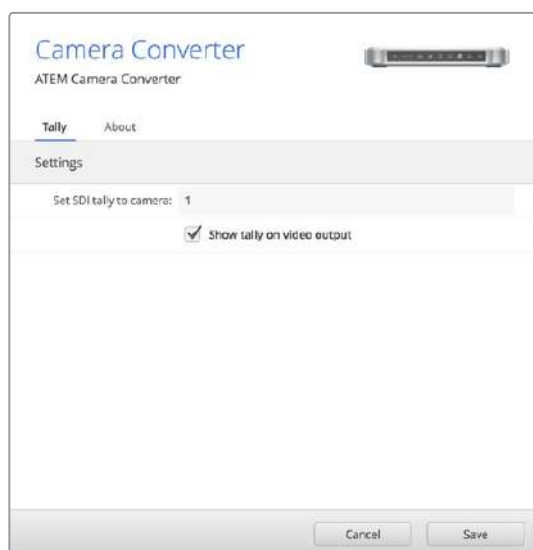 Camera Converter
ATEM Camera Converter
Tally About
Settings
Set SDI tally to camera: 1
Show tally on video output
Cancel Save